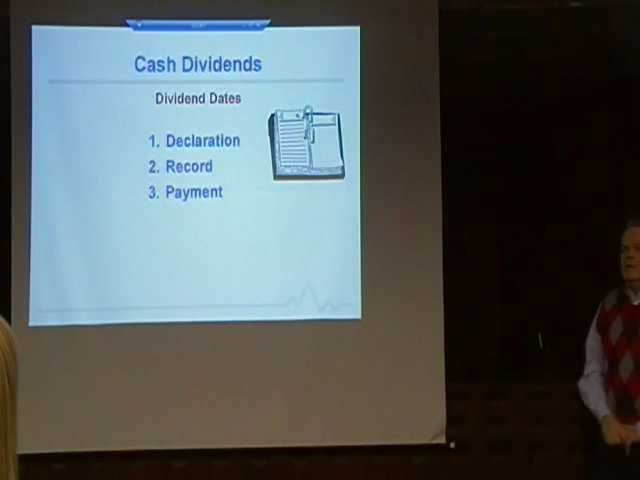 Cash Dividends
Dividend Dates
1. Declaration
2. Record
3. Payment